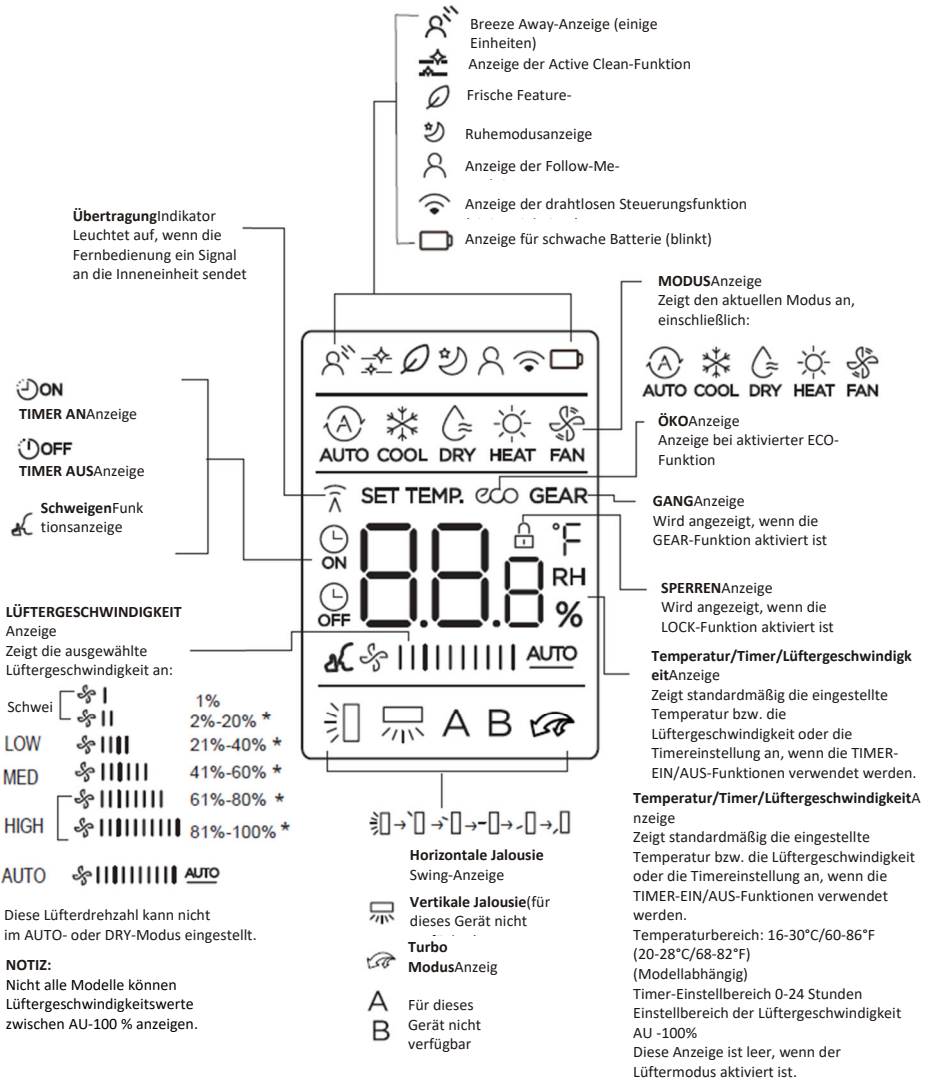 Breeze Away-Anzeige (einige
Einheiten)
Anzeige der Active Clean-Funktion
Frische Feature-
Ruhemodusanzeige
Anzeige der Follow-Me-
Anzeige der drahtlosen Steuerungsfunktion
Anzeige für schwache Batterie (blinkt)
ÜbertragungIndikator
Leuchtet auf, wenn die
Fernbedienung ein Signal
an die Inneneinheit sendet
MODUSAnzeige
Zeigt den aktuellen Modus an,
einschließlich:
A
AUTO COOL DRY HEAT FAN
ON
TIMER ANAnzeige
OFF
TIMER AUSAnzeige
SchweigenFunk
tionsanzeige
A
AUTO COOL DRY HEAT FAN
SET TEMP. eco GEAR
ON
OFF
88.8
°F
RH
%
AUTO
A B
ÖKOAnzeige
Anzeige bei aktivierter ECO-
Funktion
GANGAnzeige
Wird angezeigt, wenn die
GEAR-Funktion aktiviert ist
SPERRENAnzeige
Wird angezeigt, wenn die
LOCK-Funktion aktiviert ist
LÜFTERGESCHWINDIGKEIT
Anzeige
Zeigt die ausgewählte
Lüftergeschwindigkeit an:
Schwei
1%
2%-20% *
LOW 21%-40% *
MED 41%-60% *
61%-80% *
HIGH
81%-100% *
AUTO AUTO
Diese Lüfterdrehzahl kann nicht
im AUTO- oder DRY-Modus eingestellt.
NOTIZ:
Nicht alle Modelle können
Lüftergeschwindigkeitswerte
zwischen AU-100 % anzeigen.
Horizontale Jalousie
Swing-Anzeige
Vertikale Jalousie(für
dieses Gerät nicht
Turbo
ModusAnzeig
A
B
Für dieses
Gerät nicht
verfügbar
Temperatur/Timer/Lüftergeschwindigk
eitAnzeige
Zeigt standardmäßig die eingestellte
Temperatur bzw. die
Lüftergeschwindigkeit oder die
Timereinstellung an, wenn die TIMER-
EIN/AUS-Funktionen verwendet werden.
Temperatur/Timer/LüftergeschwindigkeitA
nzeige
Zeigt standardmäßig die eingestellte
Temperatur bzw. die Lüftergeschwindigkeit
oder die Timereinstellung an, wenn die
TIMER-EIN/AUS-Funktionen verwendet
werden.
Temperaturbereich: 16-30°C/60-86°F
(20-28°C/68-82°F)
(Modellabhängig)
Timer-Einstellbereich 0-24 Stunden
Einstellbereich der Lüftergeschwindigkeit
AU -100%
Diese Anzeige ist leer, wenn der
Lüftermodus aktiviert ist.